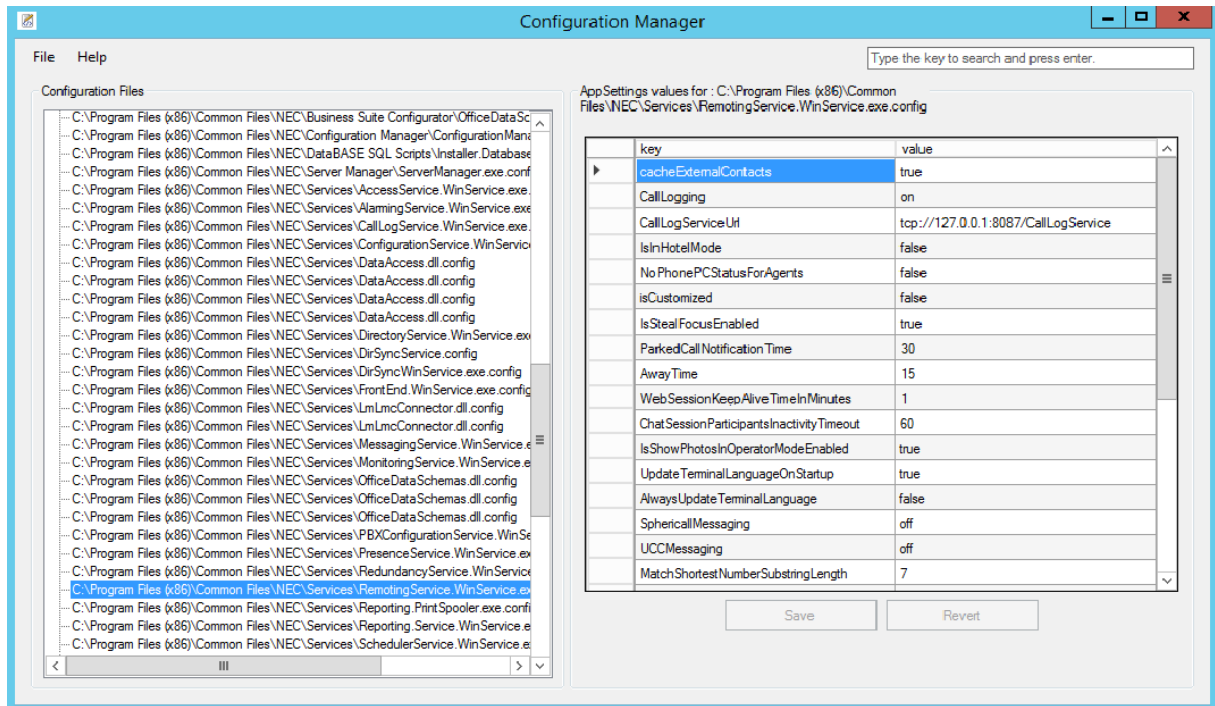 Configuration Manager
File Help
Type the key to search and press enter.
Configuration Files
C:\Program Files (x86)\Common Files\NEC\Business Suite Configurator\OfficeDataSc
C:\Program Files (x86)\Common Files\NEC\Configuration Manager\ConfigurationMana
C:\Program Files (x86)\Common Files\NEC\DataBASE SQL Scripts\Installer.Database
C:\Program Files (x86)\Common Files\NEC\Server Manager\ServerManager.exe.conf
C:\Program Files (x86)\Common Files\NEC\Services\AccessService.WinService.exe.
C:\Program Files (x86)\Common Files\NEC\Services\AlarmingService.WinService.exe
C:\Program Files (x86)\Common Files\NEC\Services\CallLogService.WinService.exe.
C:\Program Files (x86)\Common Files\NEC\Services\ConfigurationService.WinService
C:\Program Files (x86)\Common Files\NEC\Services\DataAccess.dll.config
C:\Program Files (x86)\Common Files\NEC\Services\DataAccess.dll.config
C:\Program Files (x86)\Common Files\NEC\Services\DataAccess.dll.config
C:\Program Files (x86)\Common Files\NEC\Services\DataAccess.dll.config
C:\Program Files (x86)\Common Files\NEC\Services\DirectoryService.WinService.exe
C:\Program Files (x86)\Common Files\NEC\Services\DirSyncService.config
C:\Program Files (x86)\Common Files\NEC\Services\DirSyncWinService.exe.config
C:\Program Files (x86)\Common Files\NEC\Services\FrontEnd.WinService.exe.config
C:\Program Files (x86)\Common Files\NEC\Services\LmLmcConnector.dll.config
C:\Program Files (x86)\Common Files\NEC\Services\LmLmcConnector.dll.config
C:\Program Files (x86)\Common Files\NEC\Services\MessagingService.WinService.e
C:\Program Files (x86)\Common Files\NEC\Services\MonitoringService.WinService.e
C:\Program Files (x86)\Common Files\NEC\Services\OfficeDataSchemas.dll.config
C:\Program Files (x86)\Common Files\NEC\Services\OfficeDataSchemas.dll.config
C:\Program Files (x86)\Common Files\NEC\Services\OfficeDataSchemas.dll.config
C:\Program Files (x86)\Common Files\NEC\Services\PBXConfigurationService.WinSe
C:\Program Files (x86)\Common Files\NEC\Services\PresenceService.WinService.ex
C:\Program Files (x86)\Common Files\NEC\Services\RedundancyService.WinService
C:\Program Files (x86)\Common Files\NEC\Services\RemotingService.WinService.ex
C:\Program Files (x86)\Common Files\NEC\Services\Reporting.PrintSpooler.exe.confi
C:\Program Files (x86)\Common Files\NEC\Services\Reporting.Service.WinService.e
C:\Program Files (x86)\Common Files\NEC\Services\SchedulerService.WinService.e
AppSettings values for : C:\Program Files (x86)\Common
Files\NEC\Services\RemotingService.WinService.exe.config
key value
cacheExternalContacts true
CallLogging on
CallLogServiceUrl tcp://127.0.0.1:8087/CallLogService
IsInHotelMode false
NoPhonePCStatusForAgents false
isCustomized false
IsStealFocusEnabled true
ParkedCallNotificationTime 30
AwayTime 15
WebSessionKeepAliveTimeInMinutes 1
ChatSessionParticipantsInactivityTimeout 60
IsShowPhotosInOperatorModeEnabled true
UpdateTerminalLanguageOnStartup true
AlwaysUpdateTerminalLanguage false
SphericallMessaging off
UCCMessaging off
MatchShortestNumberSubstringLength 7
Save Revert